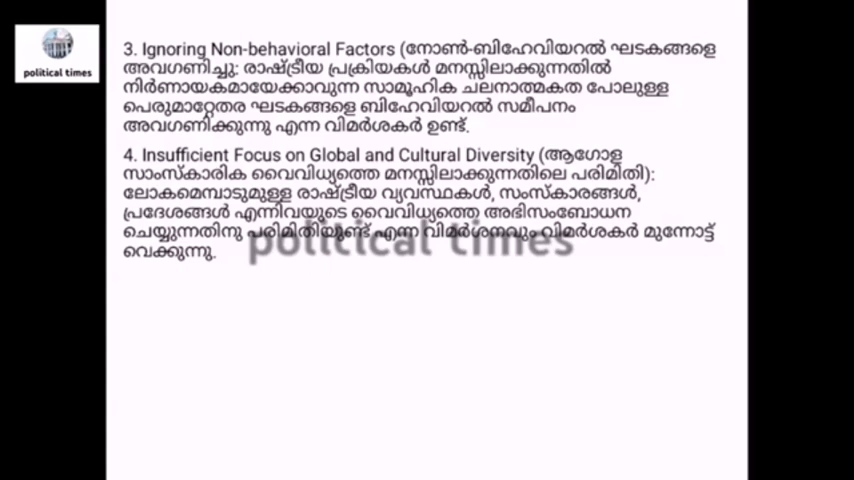 political times
3. Ignoring Non-behavioral Factors (നോൺ-ബിഹേവിയറൽ ഘടകങ്ങളെ
അവഗണിച്ചു: രാഷ്ട്രീയ പ്രക്രിയകൾ മനസ്സിലാക്കുന്നതിൽ
നിർണായകമായേക്കാവുന്ന സാമൂഹിക ചലനാത്മകത പോലുള്ള
പെരുമാറ്റേതര ഘടകങ്ങളെ ബിഹേവിയറൽ സമീപനം
അവഗണിക്കുന്നു എന്ന വിമർശകർ ഉണ്ട്.
4. Insufficient Focus on Global and Cultural Diversity (ആഗോള
സാംസ്കാരിക വൈവിധ്യത്തെ മനസ്സിലാക്കുന്നതിലെ പരിമിതി):
ലോകമെമ്പാടുമുള്ള രാഷ്ട്രീയ വ്യവസ്ഥകൾ, സംസ്കാരങ്ങൾ,
പ്രദേശങ്ങൾ എന്നിവയുടെ വൈവിധ്യത്തെ അഭിസംബോധന
ചെയ്യുന്നതിനു പരിമിതിയുണ്ട് എന്ന വിമർശനവും വിമർശകർ മുന്നോട്ട്
വെക്കുന്നു.
political times